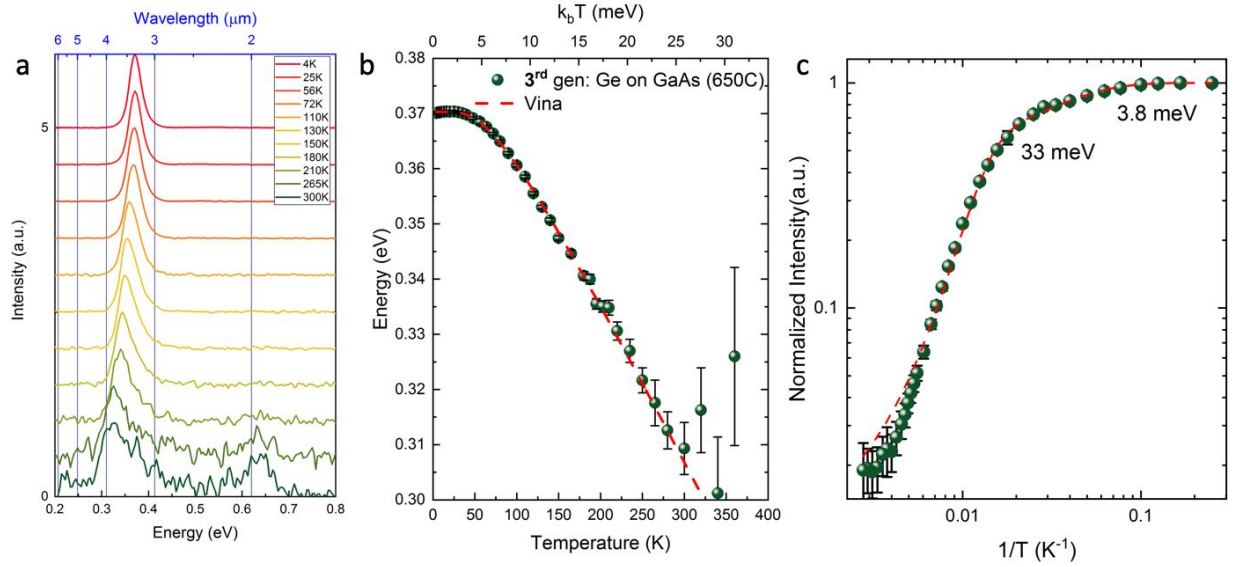 a
Wavelength (μm)
6 5 4 3 2
4K
25K
56K
72K
110K
130K
150K
180K
210K
265K
300K
5
0
Intensity (a.u.)
0.2 0.3 0.4 0.5 0.6 0.7 0.8
Energy (eV)
b
k_bT (meV)
0 5 10 15 20 25 30
3rd gen: Ge on GaAs (650C)
Vina
0.38
0.37
0.36
0.35
0.34
0.33
0.32
0.31
0.30
Energy (eV)
0 50 100 150 200 250 300 350 400
Temperature (K)
c
1
0.1
3.8 meV
33 meV
Normalized Intensity(a.u.)
0.01 0.1
1/T (K⁻¹)